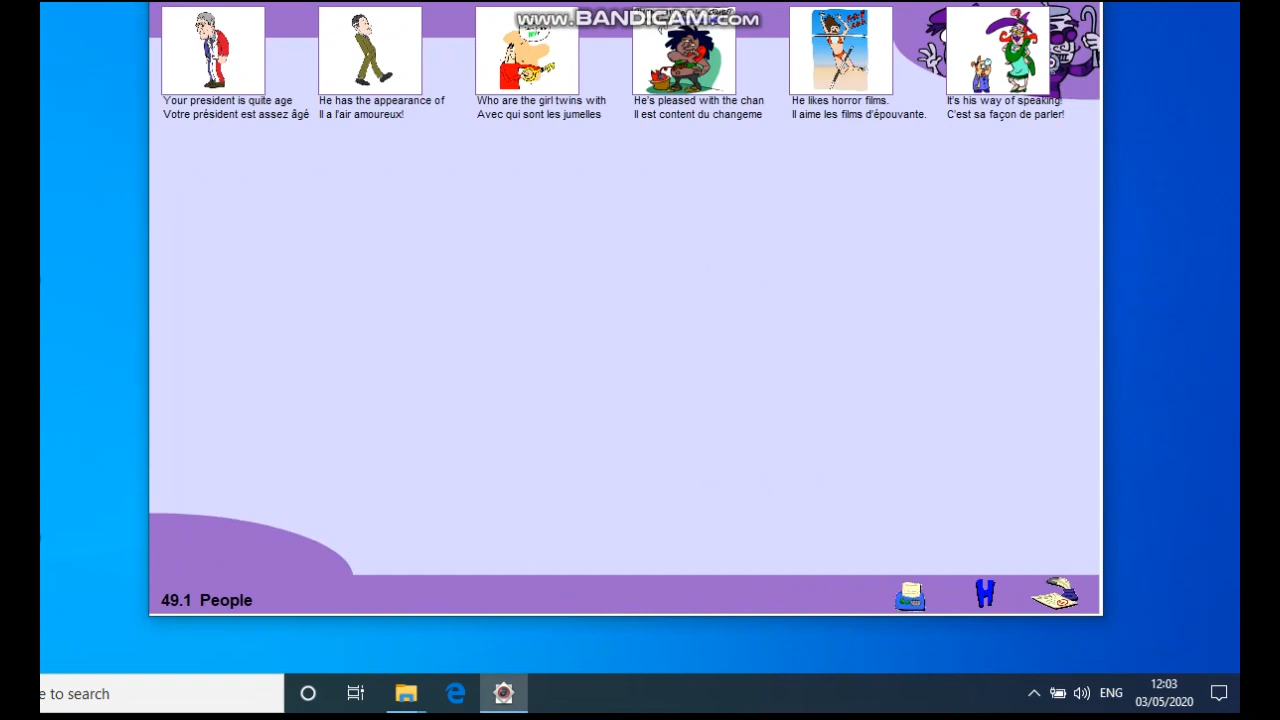 www.BANDICAM.com
Your president is quite age
Votre président est assez âgé
He has the appearance of
Il a l'air amoureux!
Who are the girl twins with
Avec qui sont les jumelles
He's pleased with the chan
Il est content du changeme
He likes horror films.
Il aime les films d'épouvante.
It's his way of speaking!
C'est sa façon de parler!
49.1 People
e to search
ENG
12:03
03/05/2020